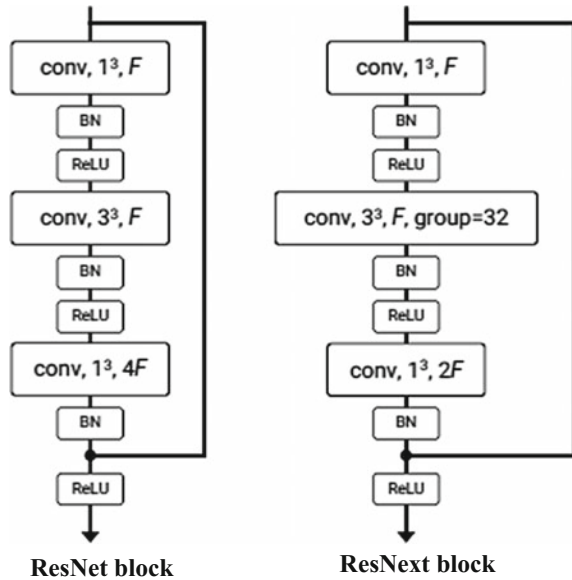 conv, 1³, F
BN
ReLU
conv, 3³, F
BN
ReLU
conv, 1³, 4F
BN
ReLU
ResNet block
conv, 1³, F
BN
ReLU
conv, 3³, F, group=32
BN
ReLU
conv, 1³, 2F
BN
ReLU
ResNext block